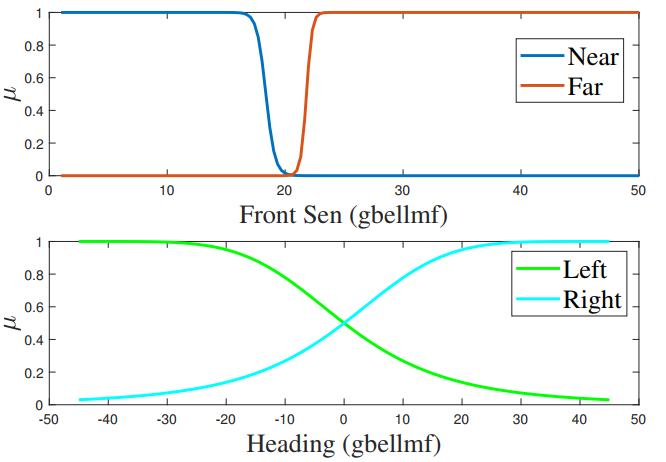 1
0.8
0.6
0.4
0.2
0
μ
Near
Far
0 10 20 30 40 50
Front Sen (gbellmf)
1
0.8
0.6
0.4
0.2
0
μ
Left
Right
-50 -40 -30 -20 -10 0 10 20 30 40 50
Heading (gbellmf)